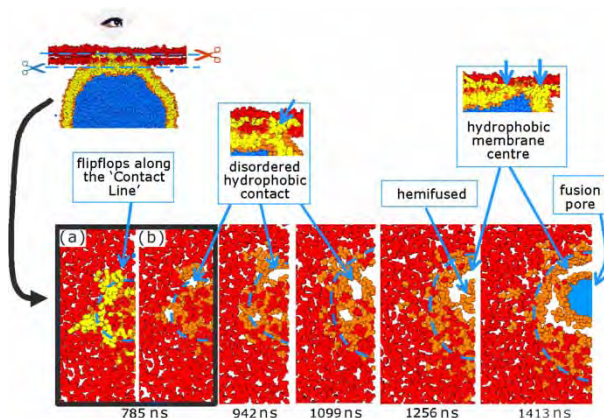 hydrophobic
membrane
centre
flipflops along
the ‘Contact
Line’
disordered
hydrophobic
contact
hemifused
fusion
pore
(a)
(b)
785 ns
942 ns
1099 ns
1256 ns
1413 ns